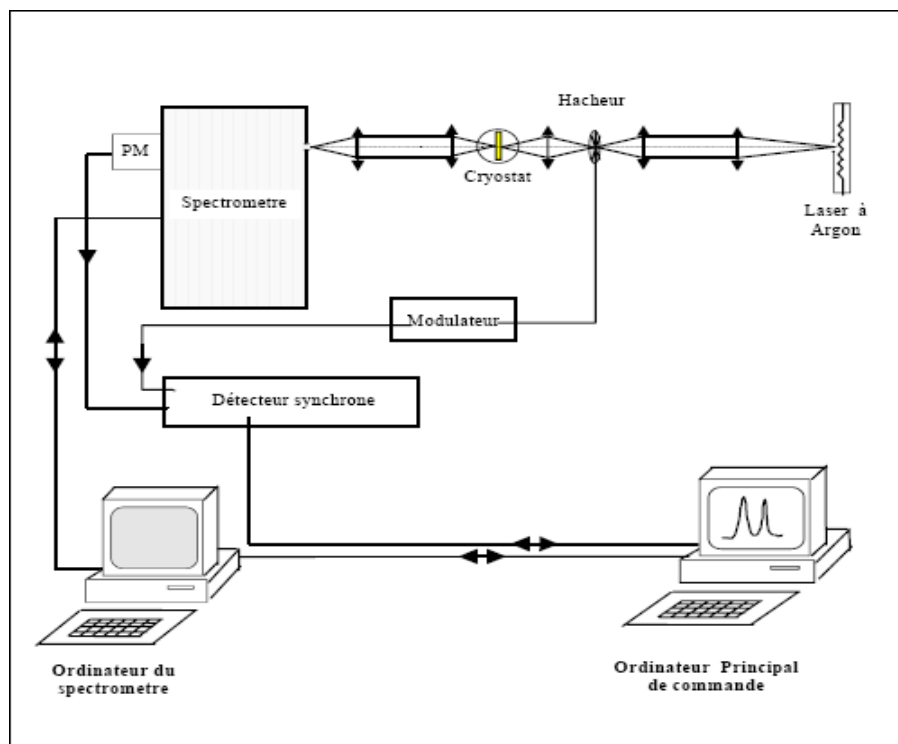 Hacheur
PM
Cryostat
Spectrometre
Laser à
Argon
Modulateur
Détecteur synchrone
Ordinateur du
spectrometre
Ordinateur Principal
de commande